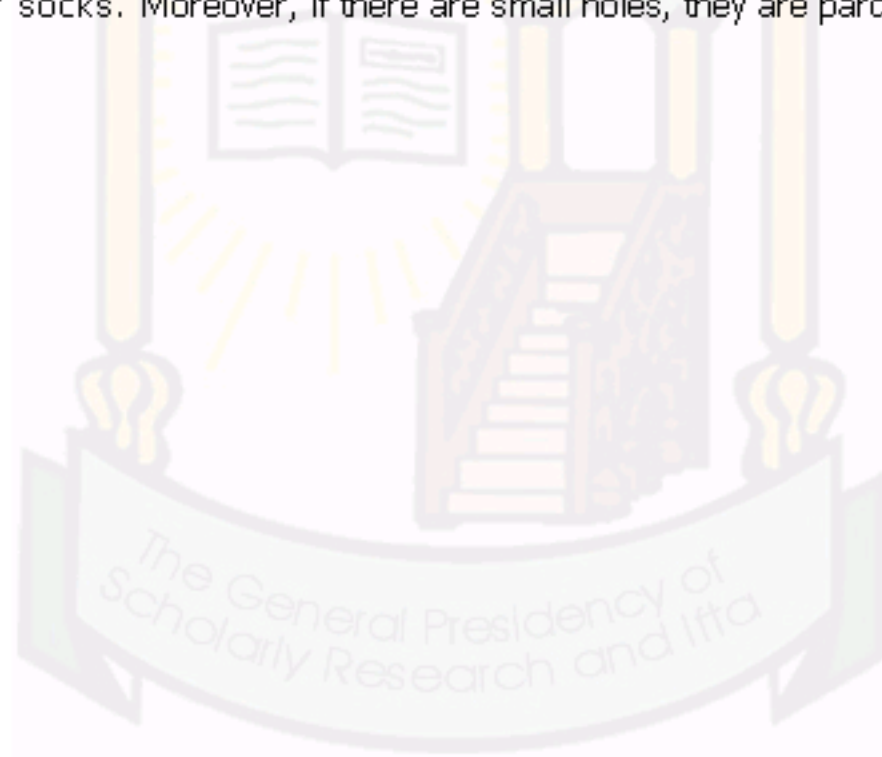 socks. Moreover, if there are small holes, they are
The General Presidency of
Scholarly Research and Ifta